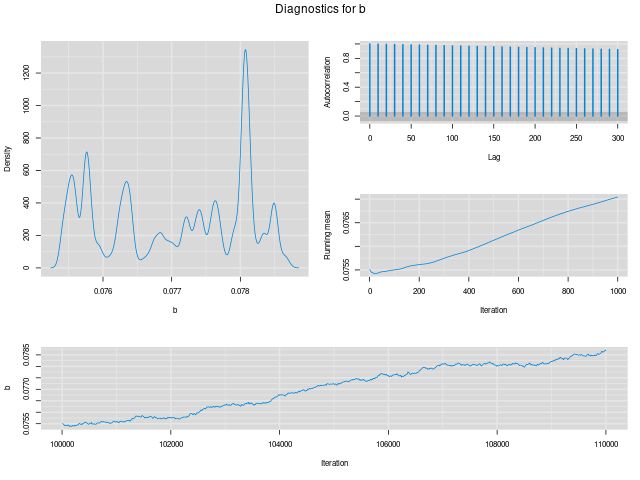 Diagnostics for b
Density
0 200 400 600 800 1000 1200
0.076 0.077 0.078
b
Autocorrelation
0.0 0.4 0.8
0 50 100 150 200 250 300
Lag
Running mean
0.0755 0.0765
0 200 400 600 800 1000
Iteration
b
0.0755 0.0770 0.0785
100000 102000 104000 106000 108000 110000
Iteration